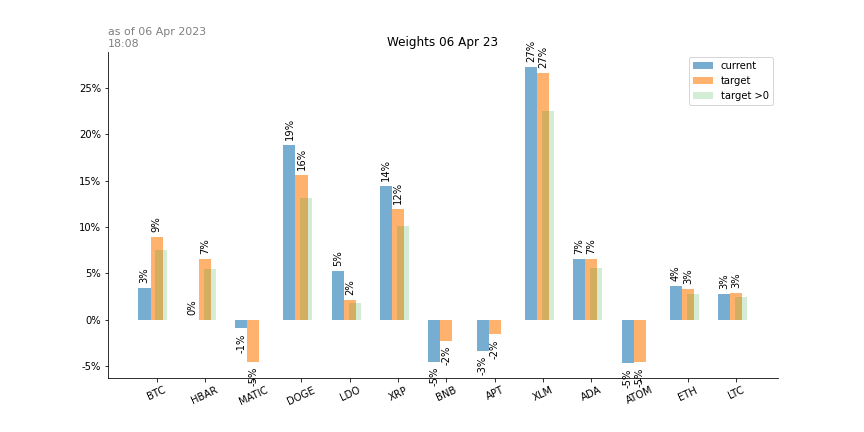 as of 06 Apr 2023
18:08
Weights 06 Apr 23
current
target
target >0
25%
20%
15%
10%
5%
0%
-5%
3%
9%
0%
7%
-1%
-5%
19%
16%
5%
2%
14%
12%
-5%
-2%
-3%
-2%
27%
27%
7%
7%
-5%
-5%
4%
3%
3%
3%
BTC
HBAR
MATIC
DOGE
LDO
XRP
BNB
APT
XLM
ADA
ATOM
ETH
LTC